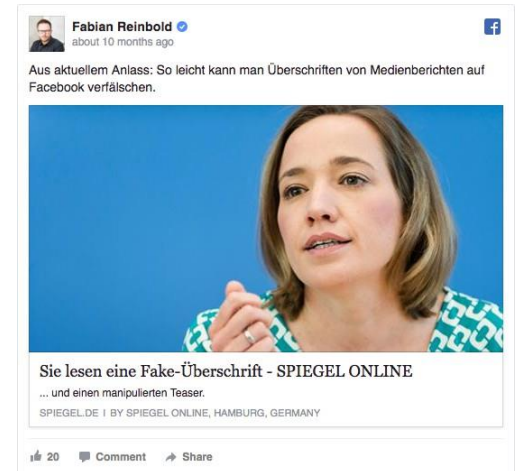 Fabian Reinbold
about 10 months ago
Aus aktuellem Anlass: So leicht kann man Überschriften von Medienberichten auf
Facebook verfälschen.
Sie lesen eine Fake-Überschrift - SPIEGEL ONLINE
... und einen manipulierten Teaser.
SPIEGEL.DE | BY SPIEGEL ONLINE, HAMBURG, GERMANY
20 Comment Share